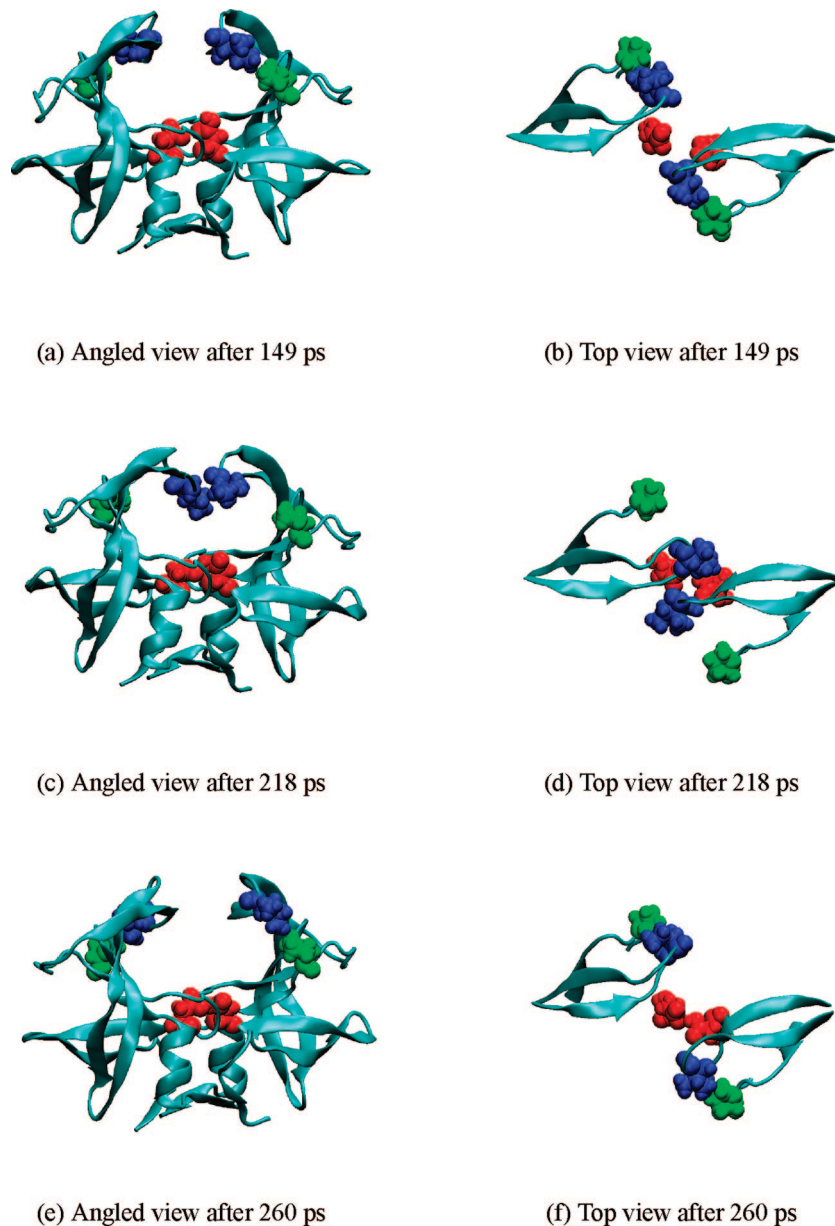 (a) Angled view after 149 ps
(b) Top view after 149 ps
(c) Angled view after 218 ps
(d) Top view after 218 ps
(e) Angled view after 260 ps
(f) Top view after 260 ps